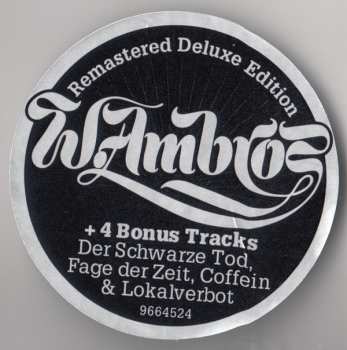 Remastered Deluxe Edition
W.Ambros
+ 4 Bonus Tracks
Der Schwarze Tod,
Fage der Zeit, Coffein
& Lokalverbot
9664524